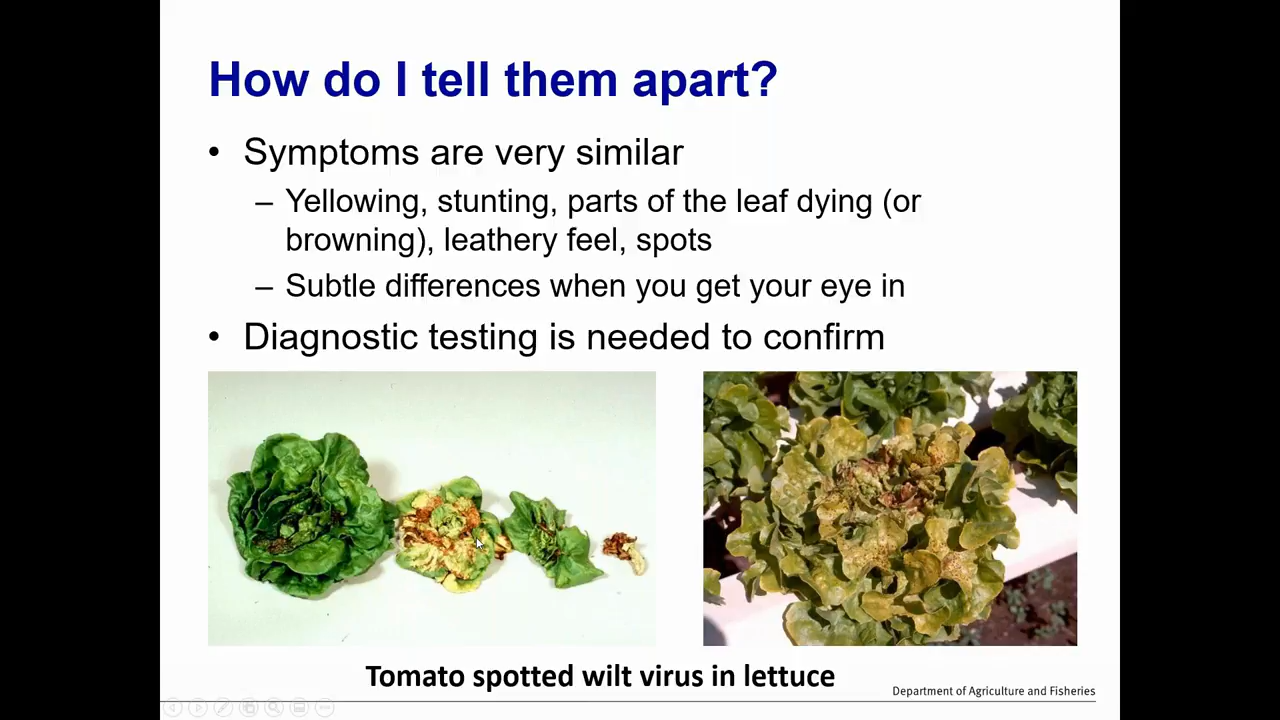 How do I tell them apart?
• Symptoms are very similar
– Yellowing, stunting, parts of the leaf dying (or
browning), leathery feel, spots
– Subtle differences when you get your eye in
• Diagnostic testing is needed to confirm
Tomato spotted wilt virus in lettuce
Department of Agriculture and Fisheries